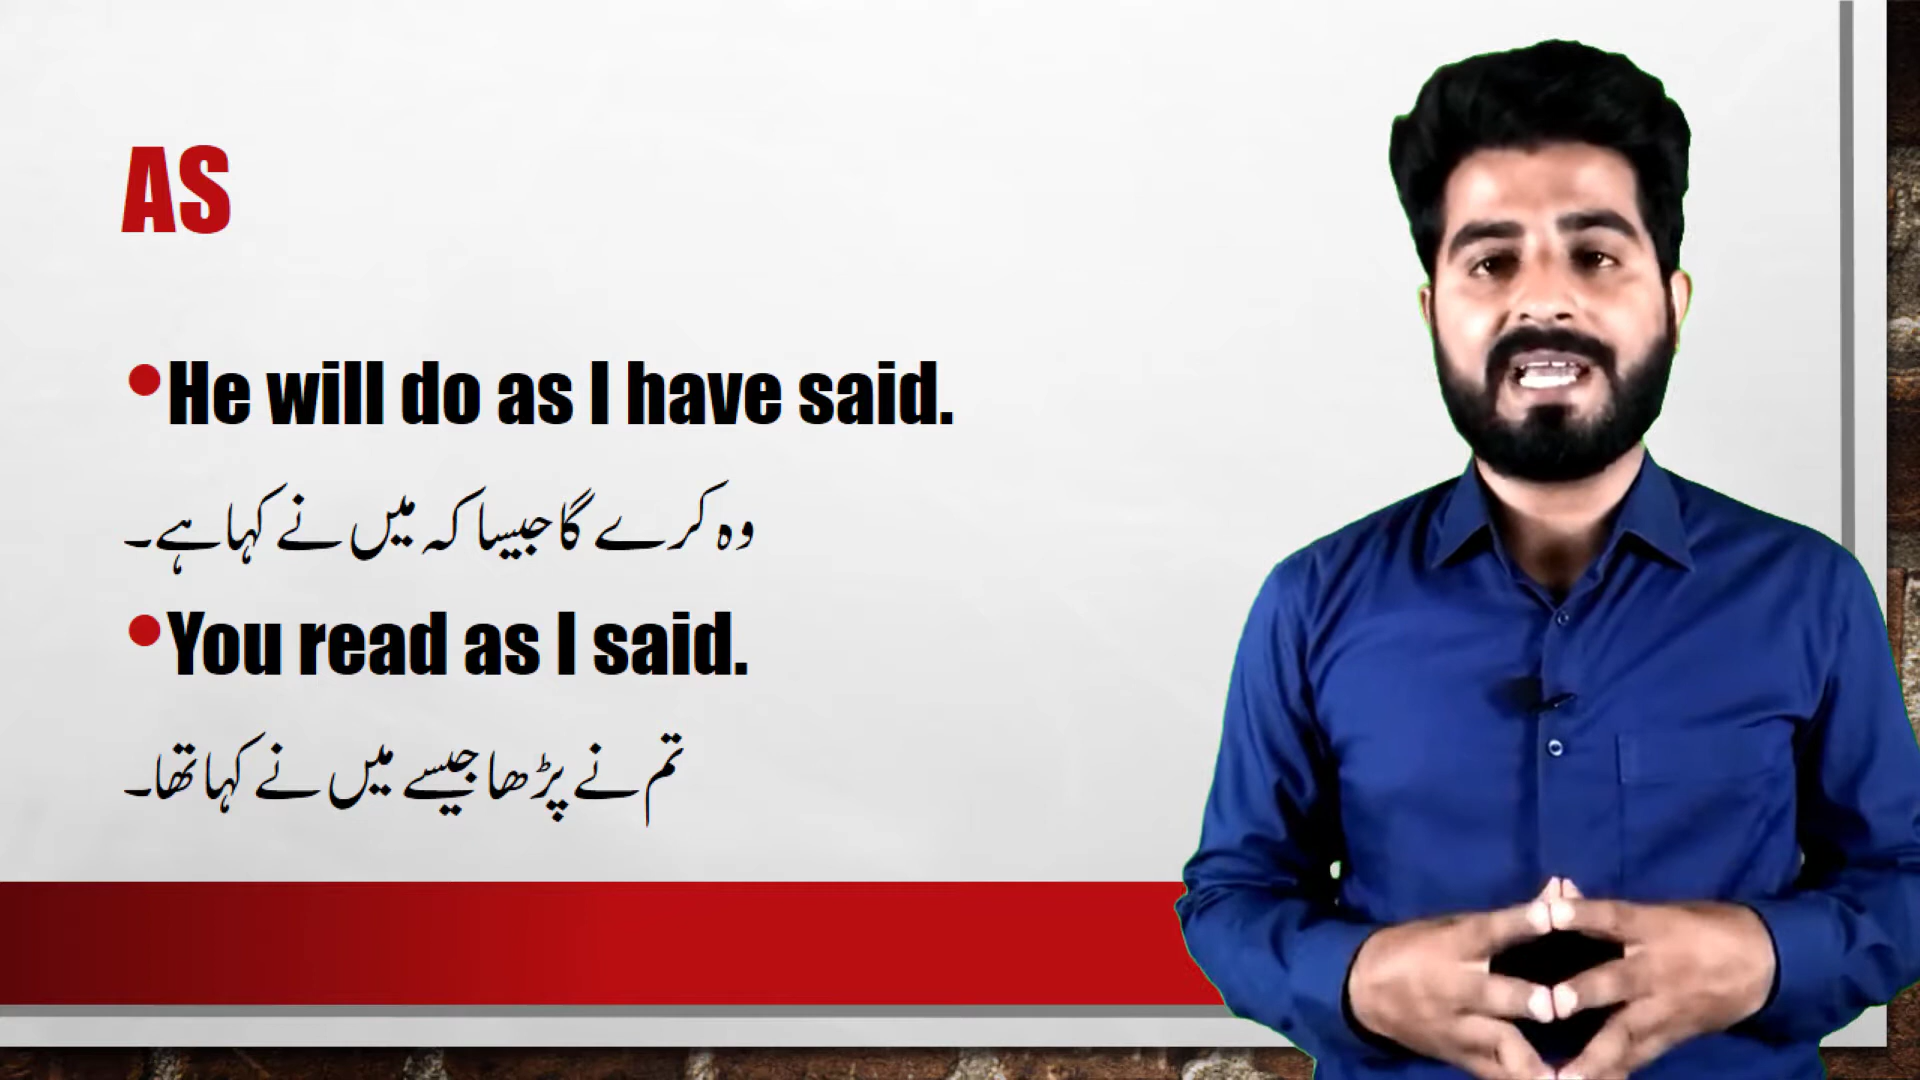 AS
•He will do as I have said.
وہ کرے گا جیسا کہ میں نے کہا ہے۔
•You read as I said.
تم نے پڑھا جیسے میں نے کہا تھا۔